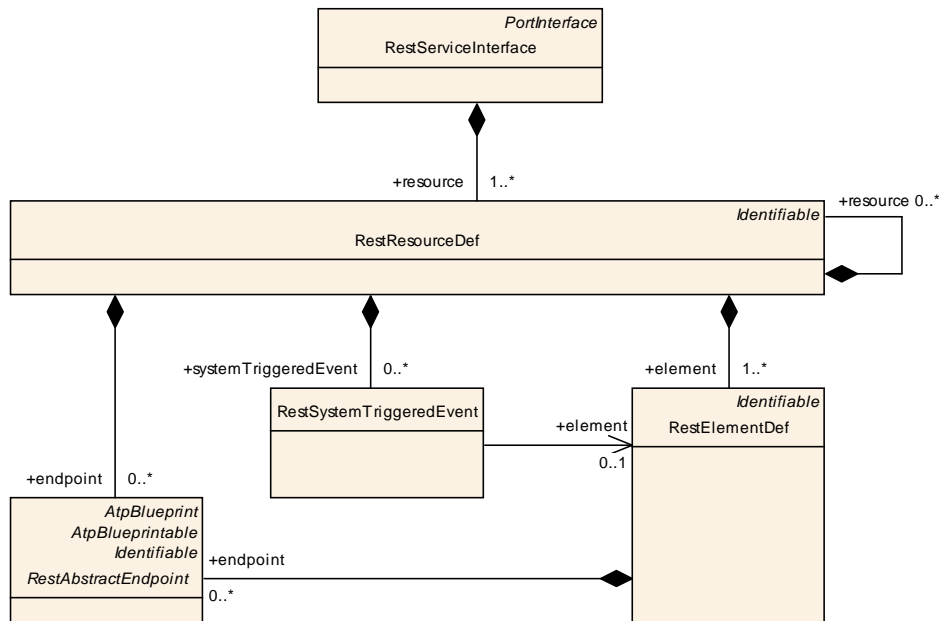 PortInterface
RestServiceInterface
+resource 1..*
+resource 0..*
Identifiable
RestResourceDef
+systemTriggeredEvent 0..*
+element 1..*
RestSystemTriggeredEvent
Identifiable
RestElementDef
+element
0..1
+endpoint 0..*
AtpBlueprint
AtpBlueprintable
Identifiable
RestAbstractEndpoint
+endpoint
0..*